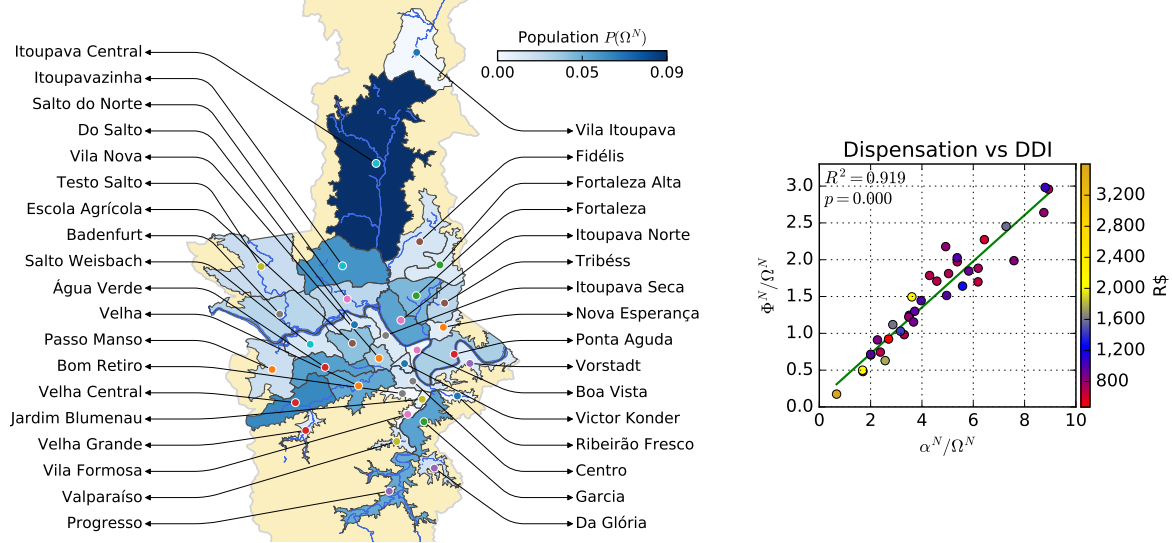 Population P(Ω^N)
0.00 0.05 0.09
Itoupava Central
Itoupavazinha
Salto do Norte
Do Salto
Vila Nova
Testo Salto
Escola Agrícola
Badenfurt
Salto Weisbach
Água Verde
Velha
Passo Manso
Bom Retiro
Velha Central
Jardim Blumenau
Velha Grande
Vila Formosa
Valparaíso
Progresso
Vila Itoupava
Fidélis
Fortaleza Alta
Fortaleza
Itoupava Norte
Tribéss
Itoupava Seca
Nova Esperança
Ponta Aguda
Vorstadt
Boa Vista
Victor Konder
Ribeirão Fresco
Centro
Garcia
Da Glória
Dispensation vs DDI
R² = 0.919
p = 0.000
3.0
2.5
2.0
1.5
1.0
0.5
0.0
Φ^N/Ω^N
0 2 4 6 8 10
α^N/Ω^N
3,200
2,800
2,400
2,000
1,600
1,200
800
R$